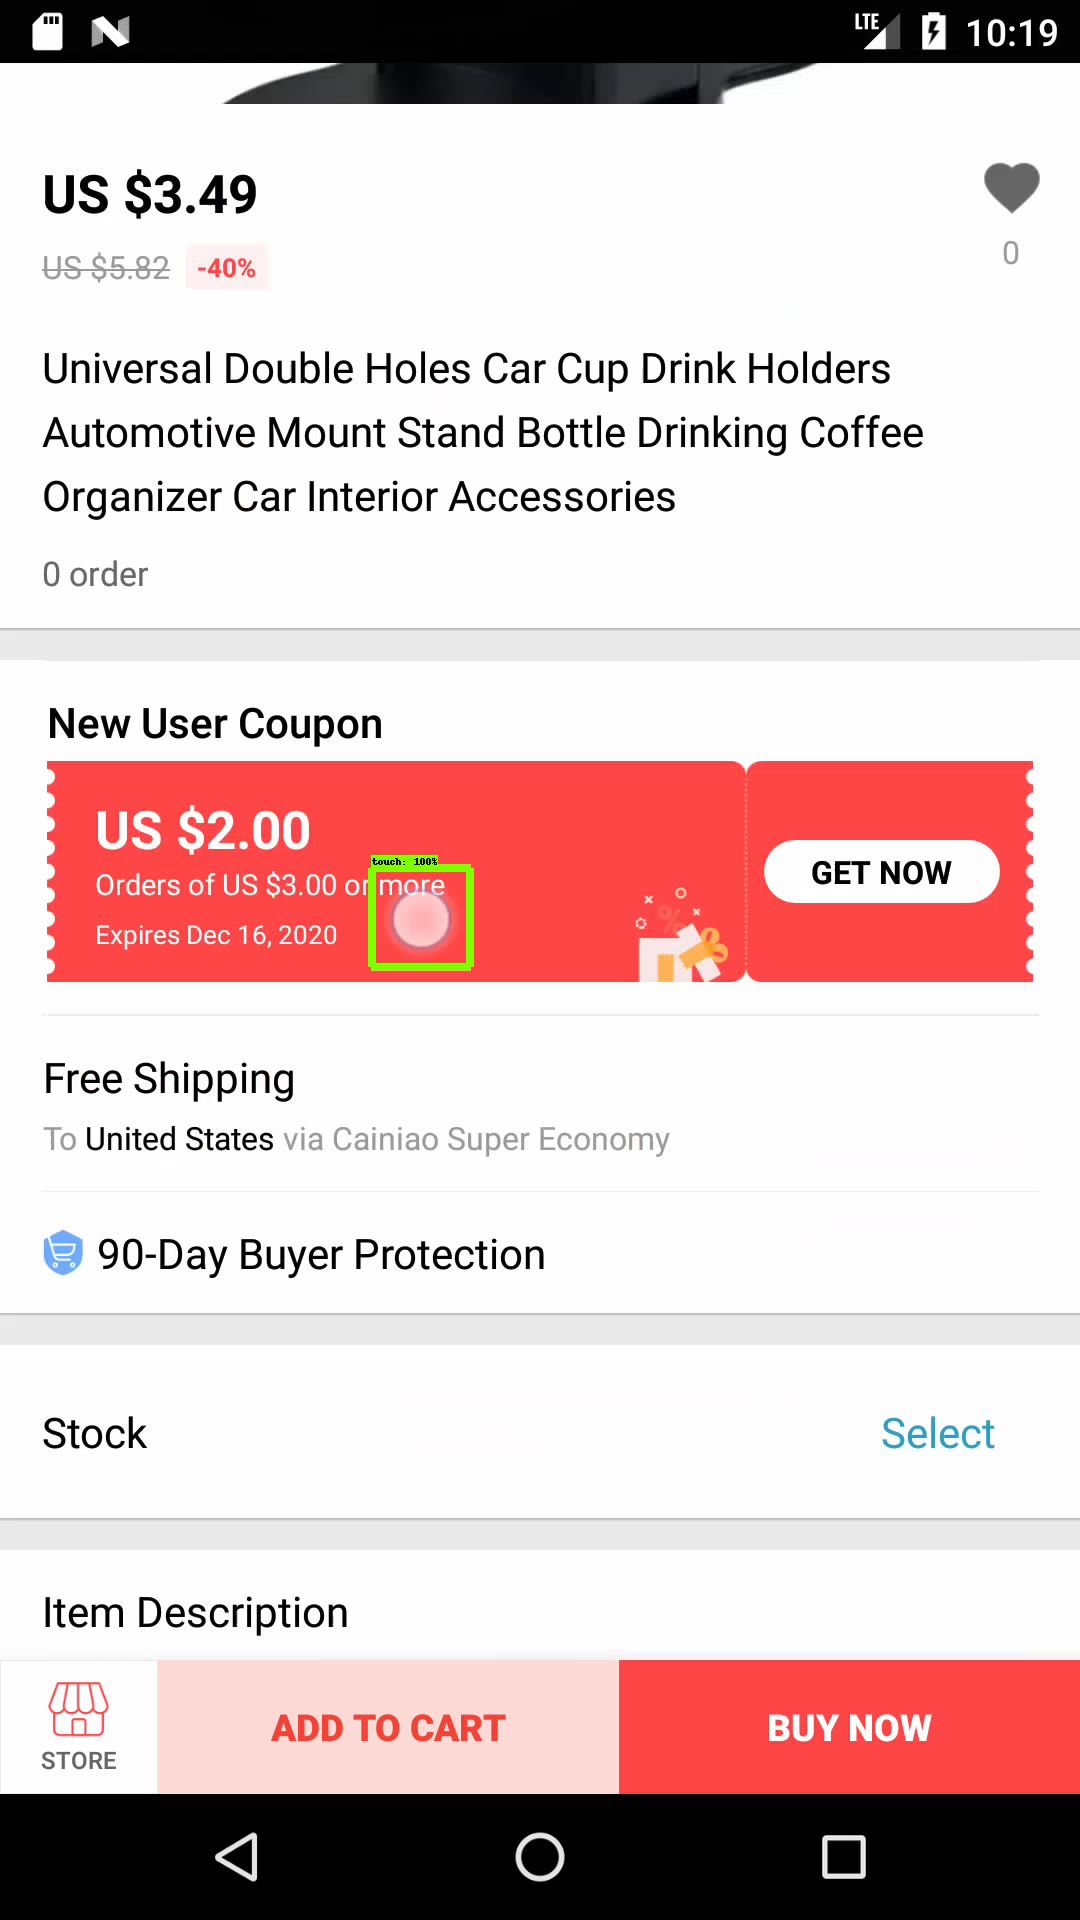 LTE 10:19
US $3.49
US $5.82 -40%
0
Universal Double Holes Car Cup Drink Holders
Automotive Mount Stand Bottle Drinking Coffee
Organizer Car Interior Accessories
0 order
New User Coupon
US $2.00
touch: 100%
Orders of US $3.00 or more
GET NOW
Expires Dec 16, 2020
Free Shipping
To United States via Cainiao Super Economy
90-Day Buyer Protection
Stock
Select
Item Description
STORE
ADD TO CART
BUY NOW